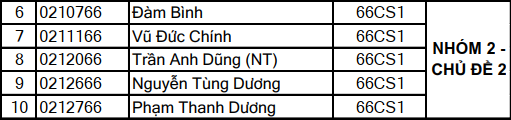 6 0210766 Đàm Bình 66CS1
7 0211166 Vũ Đức Chính 66CS1
8 0212066 Trần Anh Dũng (NT) 66CS1
9 0212666 Nguyễn Tùng Dương 66CS1
10 0212766 Phạm Thanh Dương 66CS1
NHÓM 2 -
CHỦ ĐỀ 2